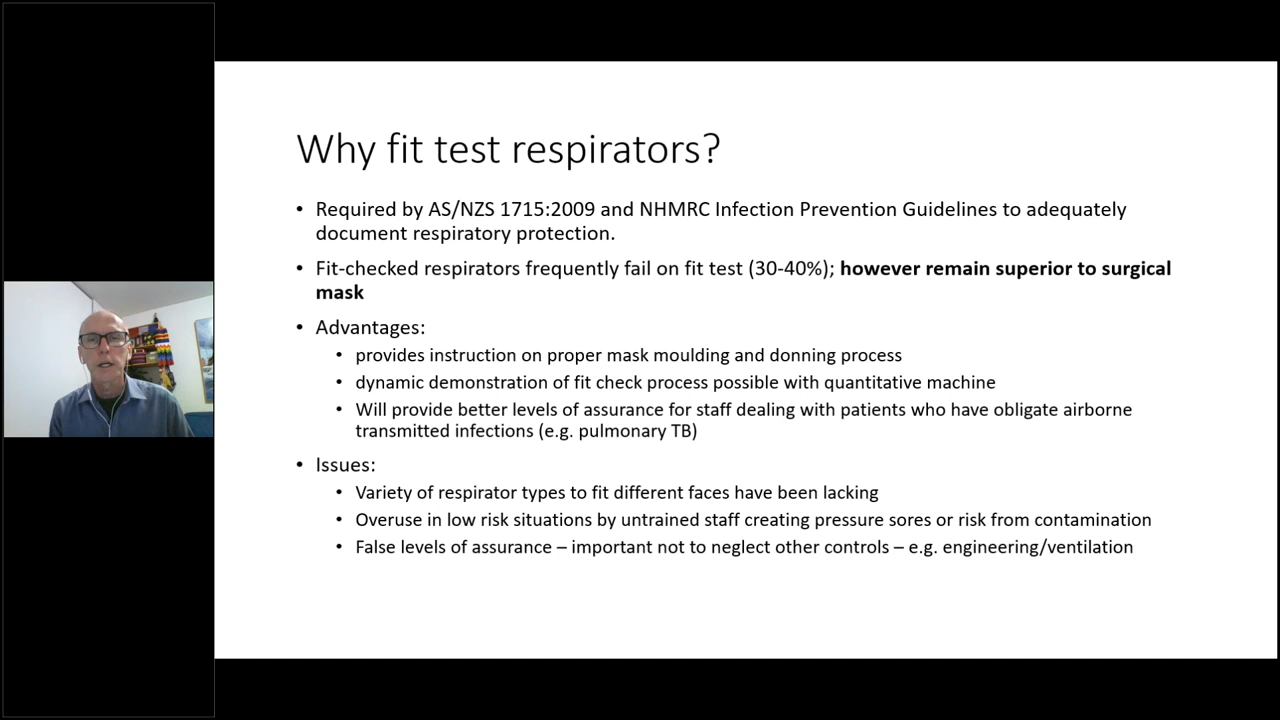 Why fit test respirators?
• Required by AS/NZS 1715:2009 and NHMRC Infection Prevention Guidelines to adequately
document respiratory protection.
• Fit-checked respirators frequently fail on fit test (30-40%); however remain superior to surgical
mask
• Advantages:
• provides instruction on proper mask moulding and donning process
• dynamic demonstration of fit check process possible with quantitative machine
• Will provide better levels of assurance for staff dealing with patients who have obligate airborne
transmitted infections (e.g. pulmonary TB)
• Issues:
• Variety of respirator types to fit different faces have been lacking
• Overuse in low risk situations by untrained staff creating pressure sores or risk from contamination
• False levels of assurance – important not to neglect other controls – e.g. engineering/ventilation